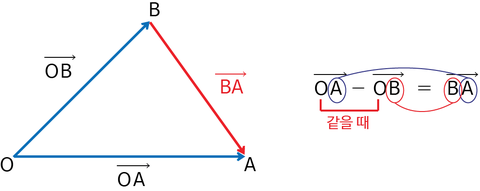 B
OB
BA
O
OA
A
OA − OB = BA
같을 때